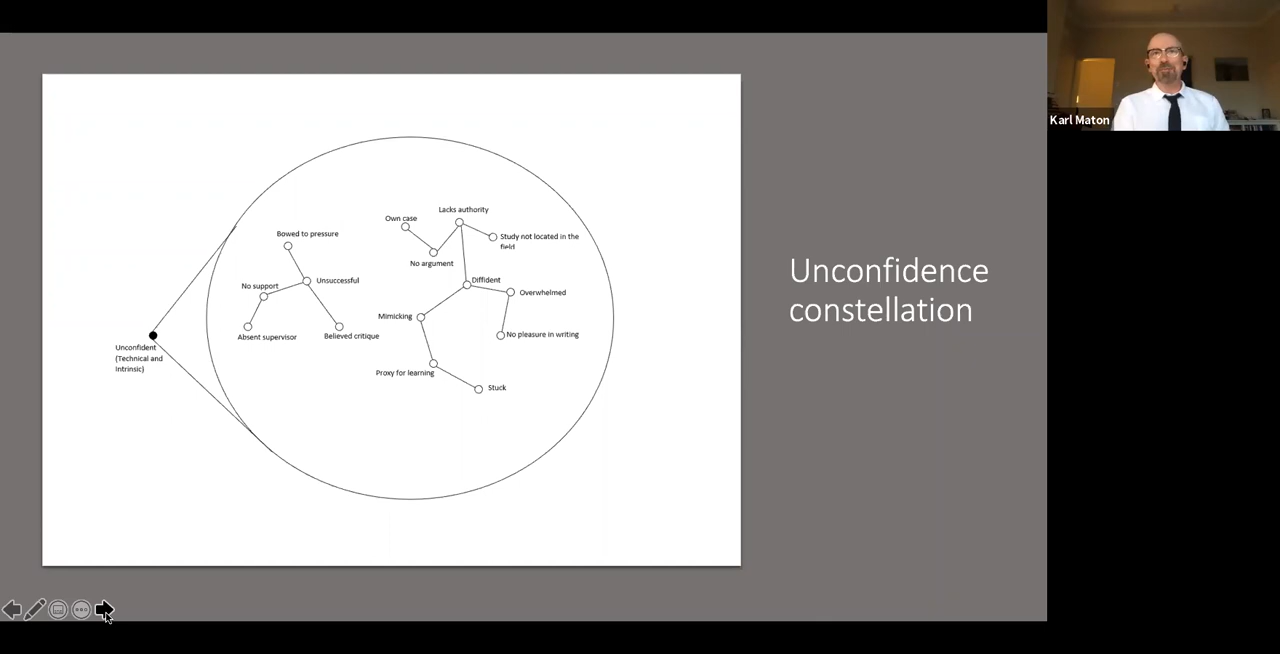 Karl Maton
Own case
Lacks authority
Bowed to pressure
Study not located in the
field
No argument
No support
Unsuccessful
Diffident
Overwhelmed
Mimicking
Absent supervisor
Believed critique
No pleasure in writing
Unconfident
(Technical and
Intrinsic)
Proxy for learning
Stuck
Unconfidence
constellation